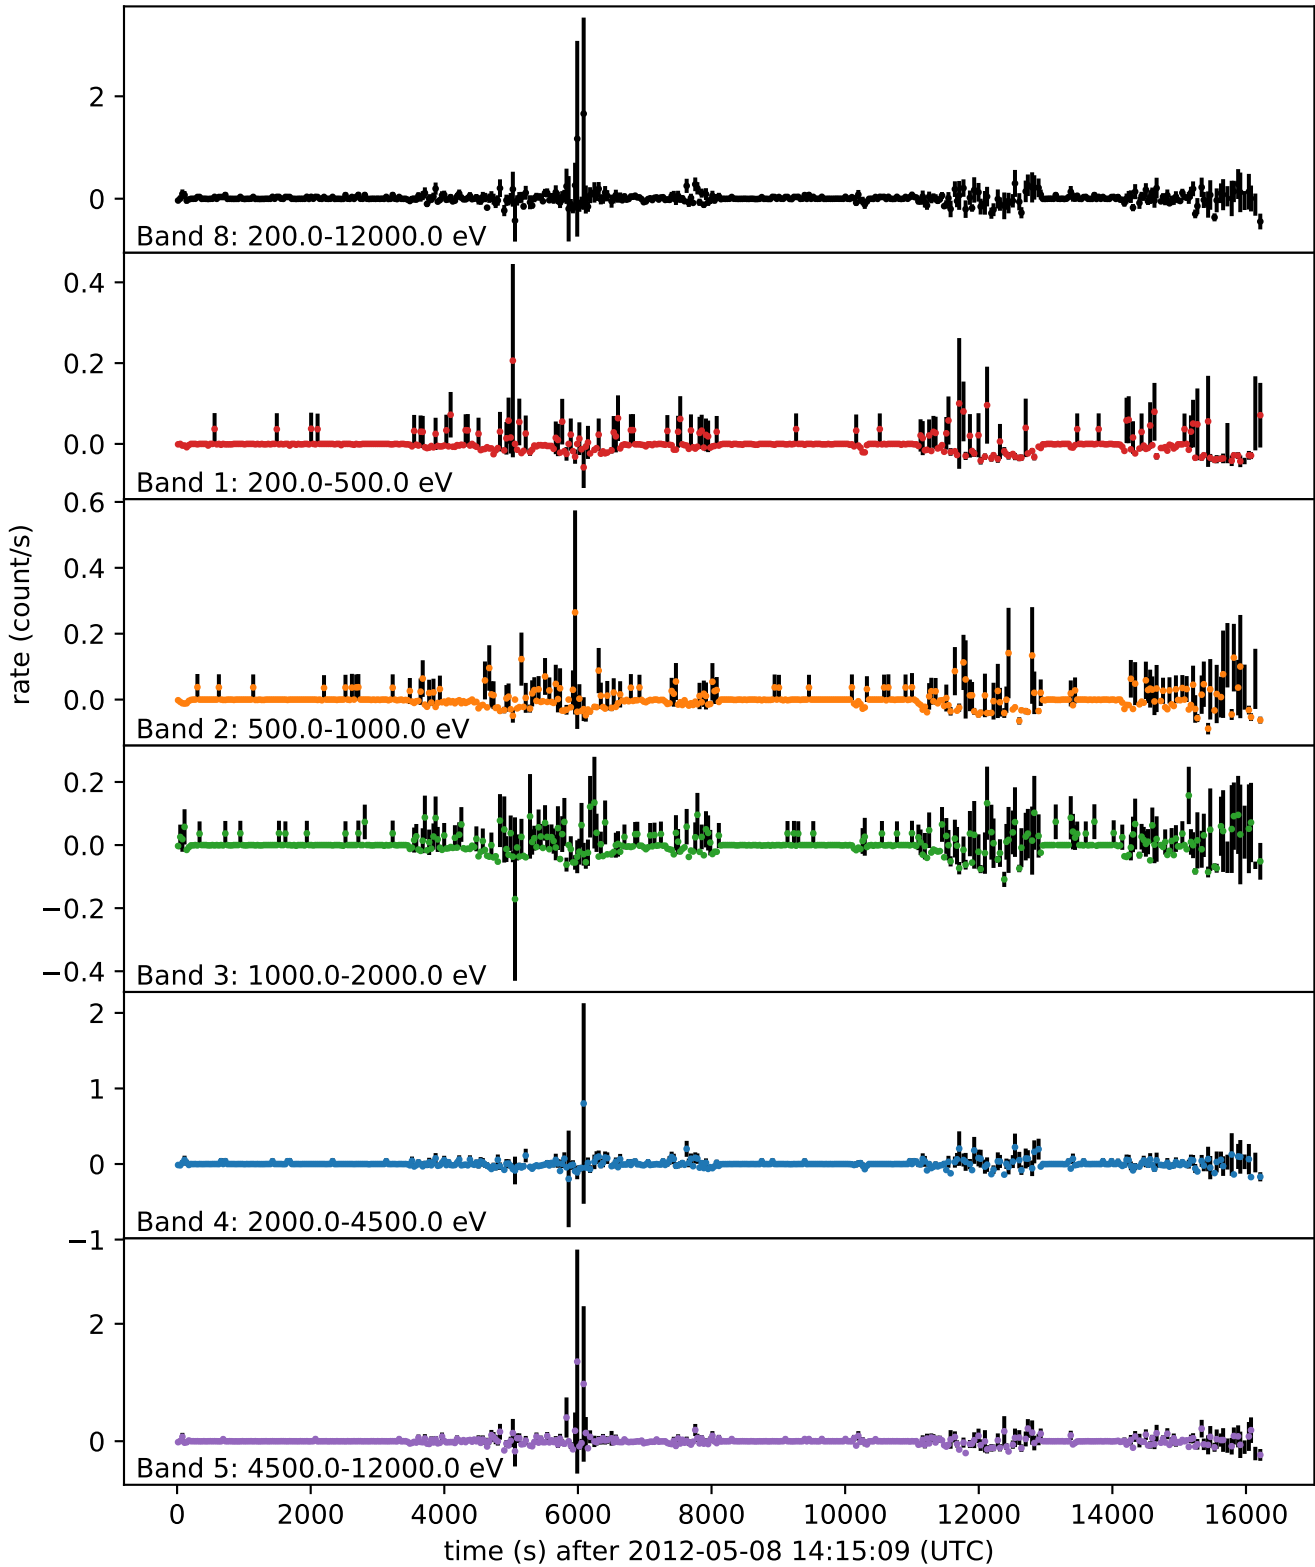 2
0
Band 8: 200.0-12000.0 eV
0.4
0.2
0.0
Band 1: 200.0-500.0 eV
0.6
0.4
0.2
0.0
Band 2: 500.0-1000.0 eV
rate (count/s)
0.2
0.0
−0.2
−0.4
Band 3: 1000.0-2000.0 eV
2
1
0
−1
Band 4: 2000.0-4500.0 eV
2
0
Band 5: 4500.0-12000.0 eV
0 2000 4000 6000 8000 10000 12000 14000 16000
time (s) after 2012-05-08 14:15:09 (UTC)